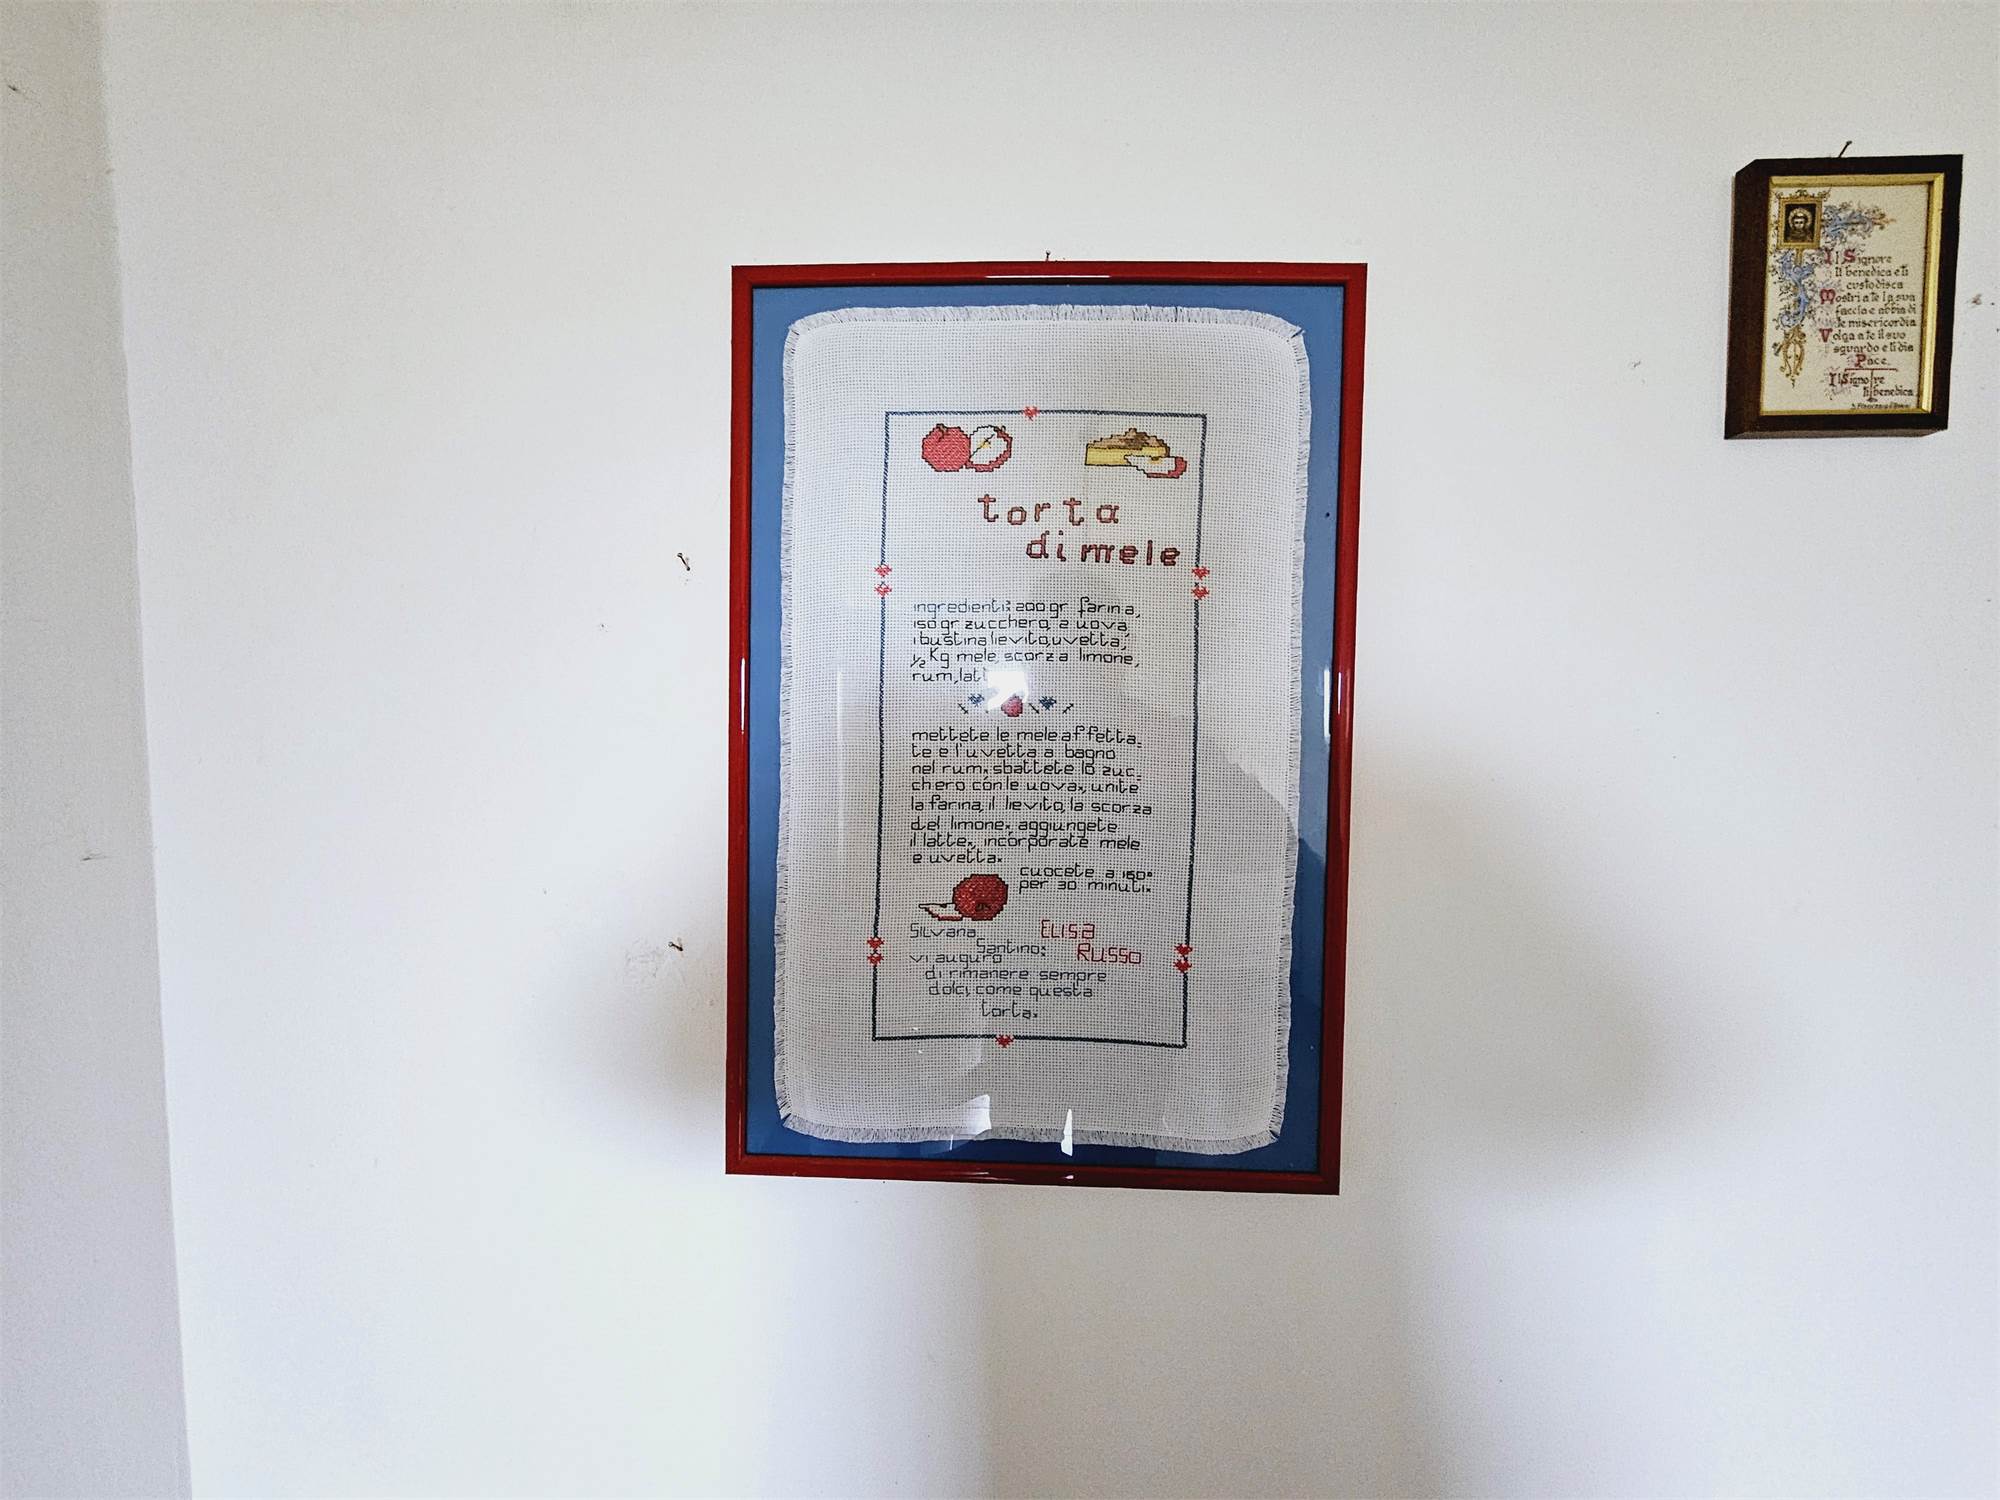 torta
di mele
ingredienti: 200 gr farina,
150 gr zucchero, 2 uova,
1 bustina lievito, uvetta,
1/2 Kg mele, scorza limone,
rum,
mettete le mele affetta-
te e l'uvetta a bagno
nel rum. sbattete lo zuc-
chero con le uova, unite
la farina, il lievito, la scorza
del limone, aggiungete
il latte, incorporate mele
e uvetta.
cuocete a 180°
per 30 minuti.
Silvana
Santino:
vi auguro
di rimanere sempre
dolci, come questa
torta.
Elisa
Russo
Il Signore
ti benedica e ti
custodisca
Mostri a te la sua
faccia e abbia di
te misericordia
Volga a te il suo
sguardo e ti dia
Pace
Il Signore
ti benedica